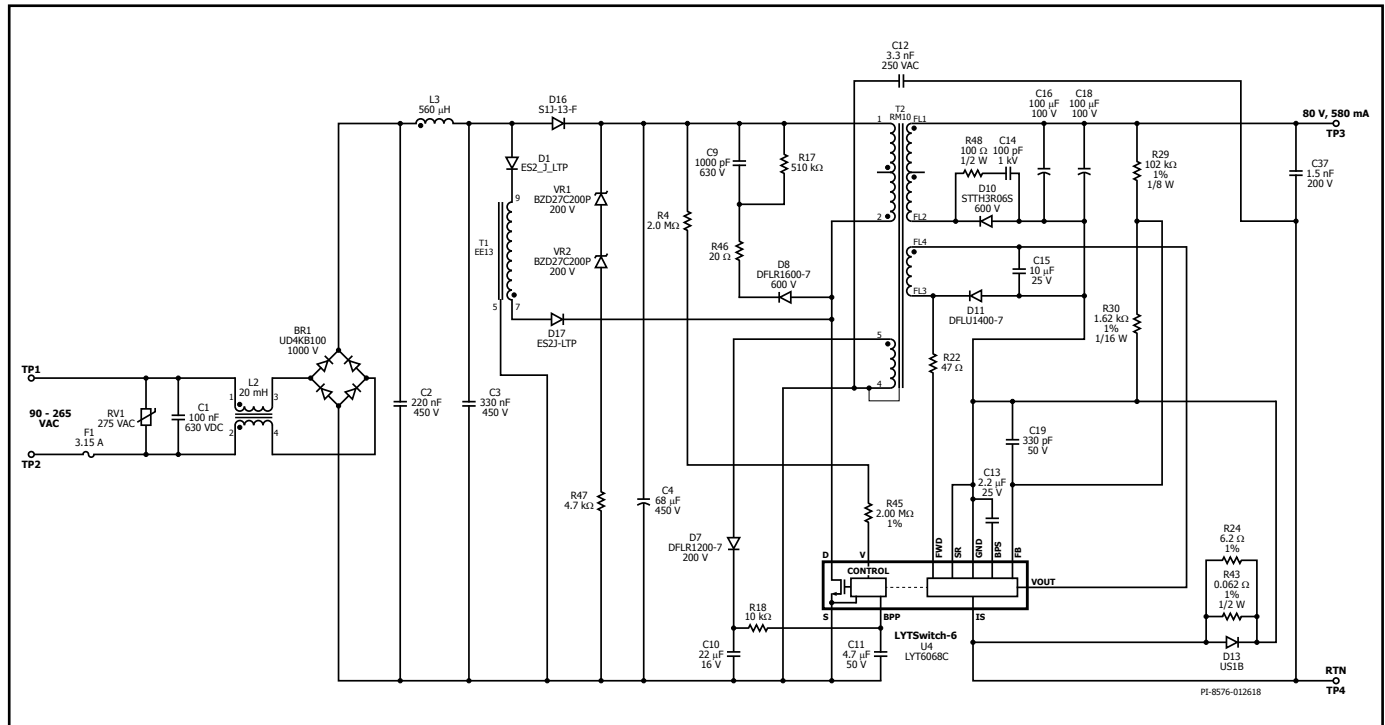 C12
3.3 nF
250 VAC
L3
560 μH
D16
S1J-13-F
T2
RM10
FL1
1
C16
100 μF
100 V
C18
100 μF
100 V
80 V, 580 mA
TP3
R48
100 Ω
1/2 W
C14
100 pF
1 kV
R29
102 kΩ
1%
1/8 W
D1
ES2_J_LTP
C9
1000 pF
630 V
R17
510 kΩ
C37
1.5 nF
200 V
VR1
BZD27C200P
200 V
9
D10
STTH3R06S
600 V
2
FL2
R4
2.0 MΩ
T1
EE13
VR2
BZD27C200P
200 V
R46
20 Ω
D8
DFLR1600-7
600 V
FL4
C15
10 μF
25 V
FL3
5
7
D17
ES2J-LTP
D11
DFLU1400-7
R30
1.62 kΩ
1%
1/16 W
BR1
UD4KB100
1000 V
5
4
R22
47 Ω
TP1
L2
20 mH
1
3
2
4
90 - 265
VAC
RV1
275 VAC
C1
100 nF
630 VDC
C2
220 nF
450 V
C3
330 nF
450 V
F1
3.15 A
TP2
C19
330 pF
50 V
C13
2.2 μF
25 V
R47
4.7 kΩ
C4
68 μF
450 V
R45
2.00 MΩ
1%
D7
DFLR1200-7
200 V
D
V
FWD
SR
GND
BPS
FB
CONTROL
VOUT
R24
6.2 Ω
1%
R43
0.062 Ω
1%
1/2 W
S
BPP
IS
R18
10 kΩ
LYTSwitch-6
U4
LYT6068C
C10
22 μF
16 V
C11
4.7 μF
50 V
D13
US1B
RTN
TP4
PI-8576-012618